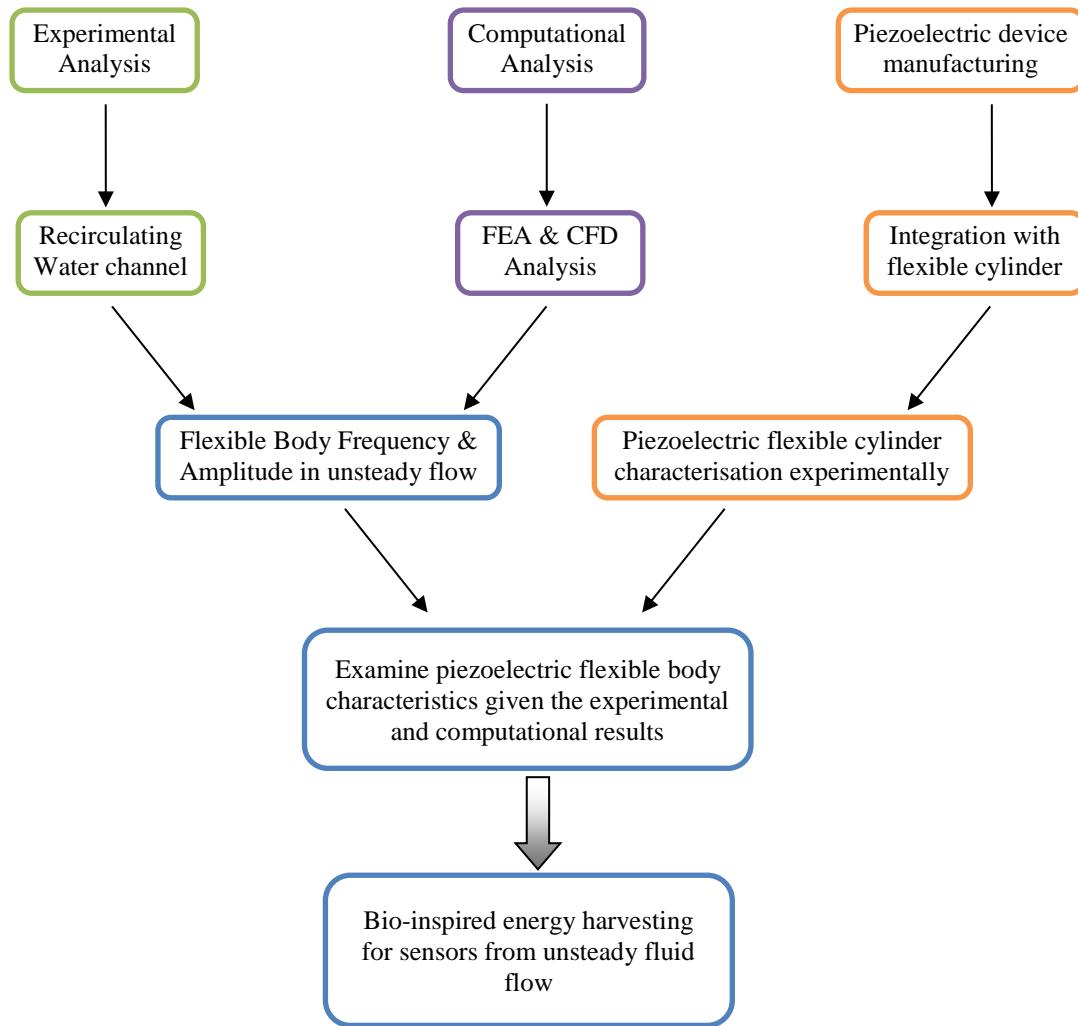 Experimental
Analysis
Computational
Analysis
Piezoelectric device
manufacturing
Recirculating
Water channel
FEA & CFD
Analysis
Integration with
flexible cylinder
Flexible Body Frequency &
Amplitude in unsteady flow
Piezoelectric flexible cylinder
characterisation experimentally
Examine piezoelectric flexible body
characteristics given the experimental
and computational results
Bio-inspired energy harvesting
for sensors from unsteady fluid
flow